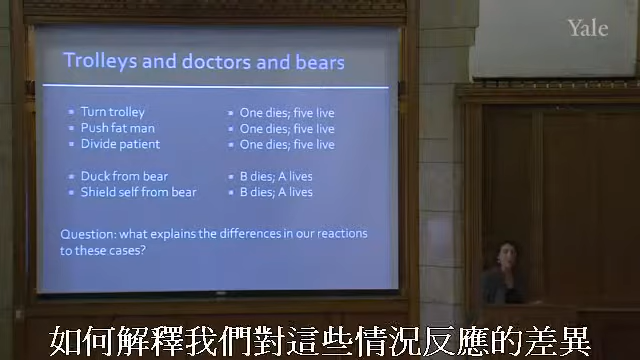 Yale
Trolleys and doctors and bears
Turn trolley
One dies; five live
Push fat man
One dies; five live
Divide patient
One dies; five live
Duck from bear
B dies; A lives
Shield self from bear
B dies; A lives
Question: what explains the differences in our reactions
to these cases?
如何解釋我們對這些情況反應的差異